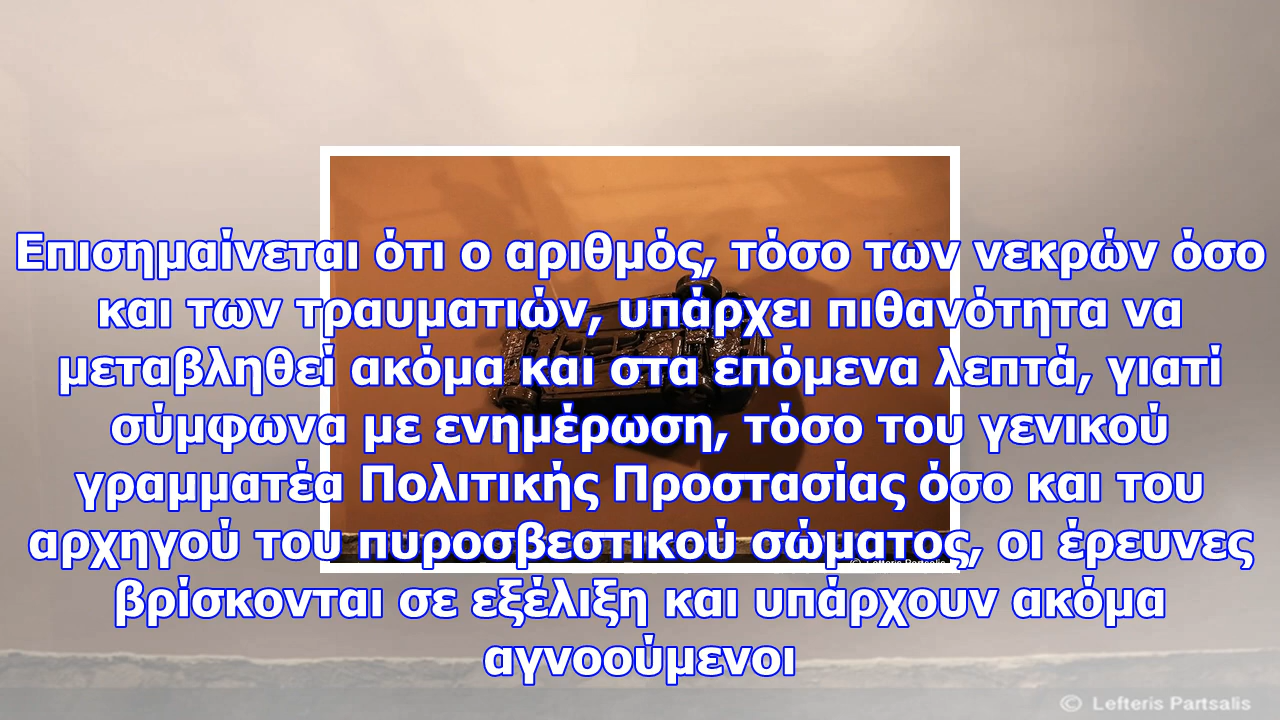 Επισημαίνεται ότι ο αριθμός, τόσο των νεκρών όσο
και των τραυματιών, υπάρχει πιθανότητα να
μεταβληθεί ακόμα και στα επόμενα λεπτά, γιατί
σύμφωνα με ενημέρωση, τόσο του γενικού
γραμματέα Πολιτικής Προστασίας όσο και του
αρχηγού του πυροσβεστικού σώματος, οι έρευνες
βρίσκονται σε εξέλιξη και υπάρχουν ακόμα
αγνοούμενοι
© Lefteris Partsalis
© Lefteris Partsalis